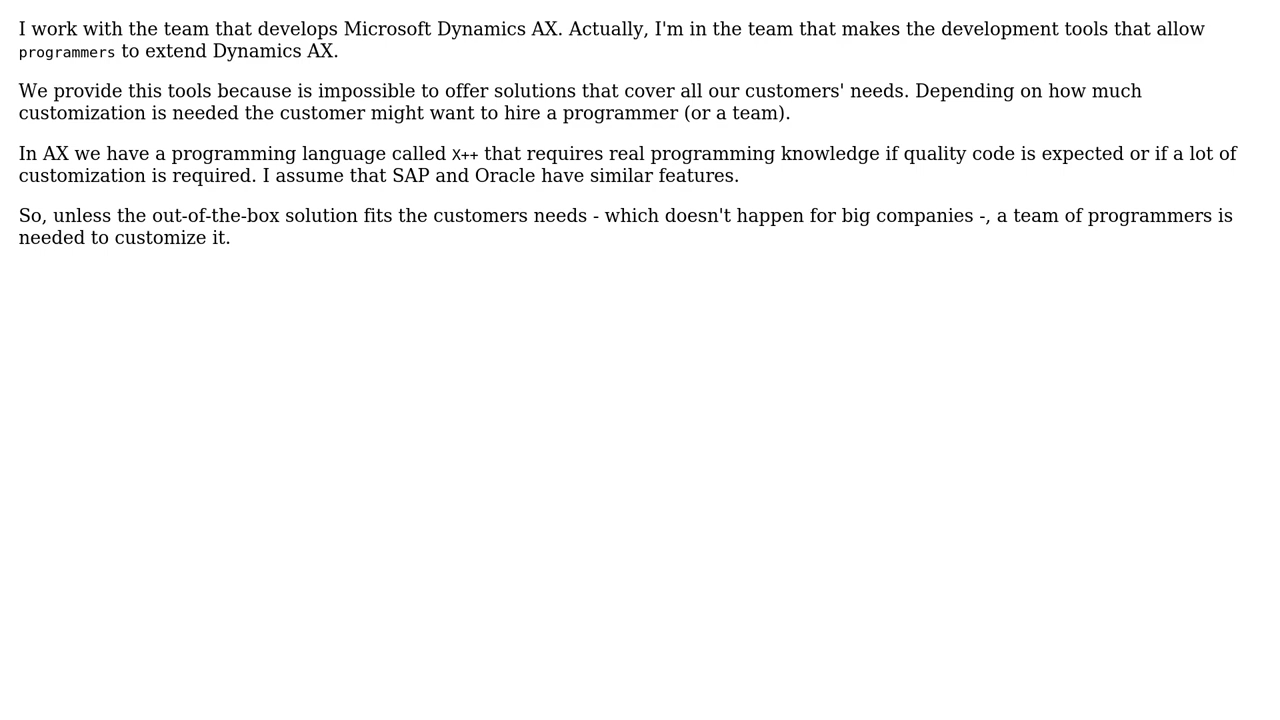 I work with the team that develops Microsoft Dynamics AX. Actually, I'm in the team that makes the development tools that allow
programmers to extend Dynamics AX.
We provide this tools because is impossible to offer solutions that cover all our customers' needs. Depending on how much
customization is needed the customer might want to hire a programmer (or a team).
In AX we have a programming language called X++ that requires real programming knowledge if quality code is expected or if a lot of
customization is required. I assume that SAP and Oracle have similar features.
So, unless the out-of-the-box solution fits the customers needs - which doesn't happen for big companies -, a team of programmers is
needed to customize it.